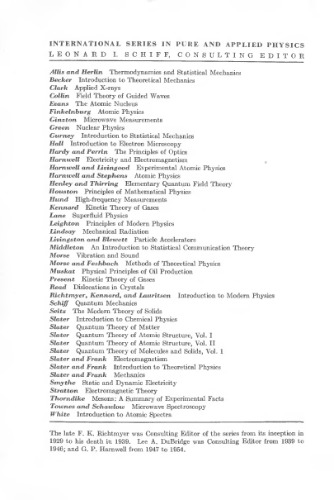 INTERNATIONAL SERIES IN PURE AND APPLIED PHYSICS
LEONARD I. SCHIFF, CONSULTING EDITOR
Allis and Herlin Thermodynamics and Statistical Mechanics
Becker Introduction to Theoretical Mechanics
Clark Applied X-rays
Collin Field Theory of Guided Waves
Evans The Atomic Nucleus
Finkelnburg Atomic Physics
Ginzton Microwave Measurements
Green Nuclear Physics
Gurney Introduction to Statistical Mechanics
Hall Introduction to Electron Microscopy
Hardy and Perrin The Principles of Optics
Harnwell Electricity and Electromagnetism
Harnwell and Livingood Experimental Atomic Physics
Harnwell and Stephens Atomic Physics
Henley and Thirring Elementary Quantum Field Theory
Houston Principles of Mathematical Physics
Hund High-frequency Measurements
Kennard Kinetic Theory of Gases
Lane Superfluid Physics
Leighton Principles of Modern Physics
Lindsay Mechanical Radiation
Livingston and Blewett Particle Accelerators
Middleton An Introduction to Statistical Communication Theory
Morse Vibration and Sound
Morse and Feshbach Methods of Theoretical Physics
Muskat Physical Principles of Oil Production
Present Kinetic Theory of Gases
Read Dislocations in Crystals
Richtmyer, Kennard, and Lauritsen Introduction to Modern Physics
Schiff Quantum Mechanics
Seitz The Modern Theory of Solids
Slater Introduction to Chemical Physics
Slater Quantum Theory of Matter
Slater Quantum Theory of Atomic Structure, Vol. I
Slater Quantum Theory of Atomic Structure, Vol. II
Slater Quantum Theory of Molecules and Solids, Vol. 1
Slater and Frank Electromagnetism
Slater and Frank Introduction to Theoretical Physics
Slater and Frank Mechanics
Smythe Static and Dynamic Electricity
Stratton Electromagnetic Theory
Thorndike Mesons: A Summary of Experimental Facts
Townes and Schawlow Microwave Spectroscopy
White Introduction to Atomic Spectra
The late F. K. Richtmyer was Consulting Editor of the series from its inception in
1929 to his death in 1939. Lee A. DuBridge was Consulting Editor from 1939 to
1946; and G. P. Harnwell from 1947 to 1954.